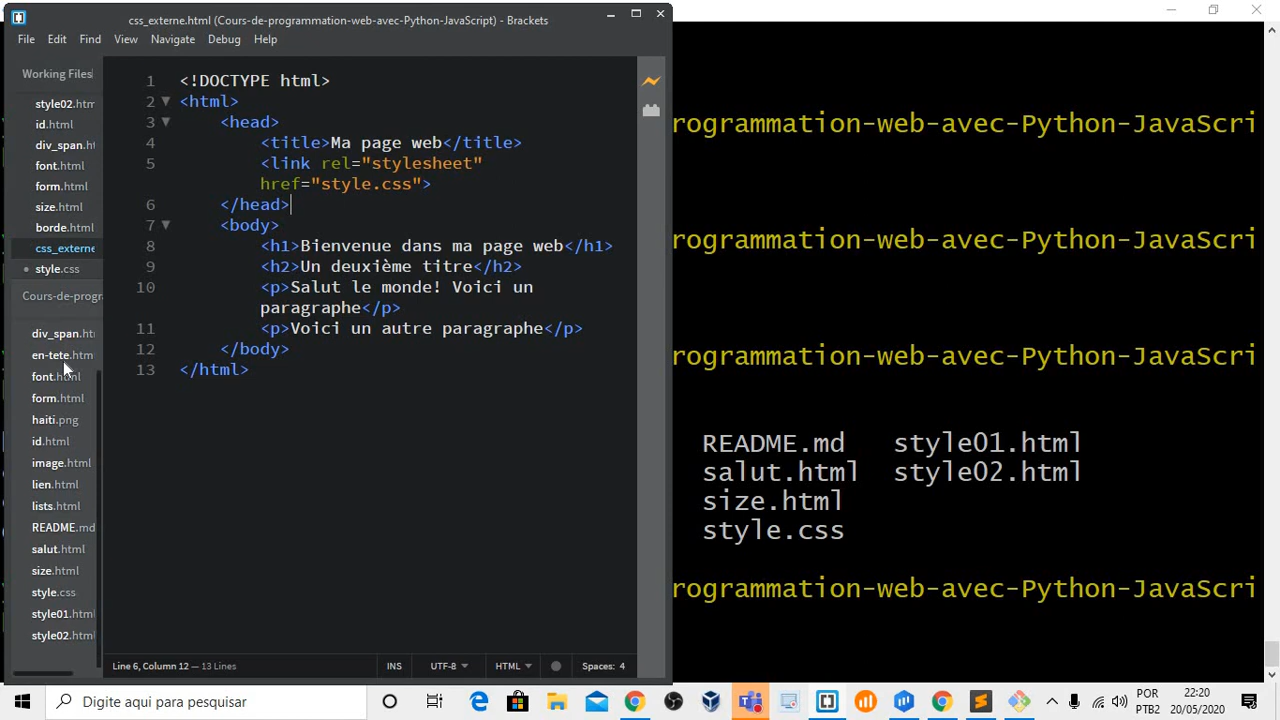 css_externe.html (Cours-de-programmation-web-avec-Python-JavaScript) - Brackets
File Edit Find View Navigate Debug Help
Working Files
style02.htm
id.html
div_span.ht
font.html
form.html
size.html
borde.html
css_externe
style.css
Cours-de-progra
div_span.htm
en-tete.htm
font.html
form.html
haiti.png
id.html
image.html
lien.html
lists.html
README.md
salut.html
size.html
style.css
style01.html
style02.html
1 <!DOCTYPE html>
2 <html>
3 <head>
4 <title>Ma page web</title>
5 <link rel="stylesheet"
href="style.css">
6 </head>
7 <body>
8 <h1>Bienvenue dans ma page web</h1>
9 <h2>Un deuxième titre</h2>
10 <p>Salut le monde! Voici un
paragraphe</p>
11 <p>Voici un autre paragraphe</p>
12 </body>
13 </html>
Line 6, Column 12 — 13 Lines INS UTF-8 HTML Spaces: 4
rogrammation-web-avec-Python-JavaScri
rogrammation-web-avec-Python-JavaScri
rogrammation-web-avec-Python-JavaScri
README.md style01.html
salut.html style02.html
size.html
style.css
rogrammation-web-avec-Python-JavaScri
Digite aqui para pesquisar
POR
PTB2
22:20
20/05/2020